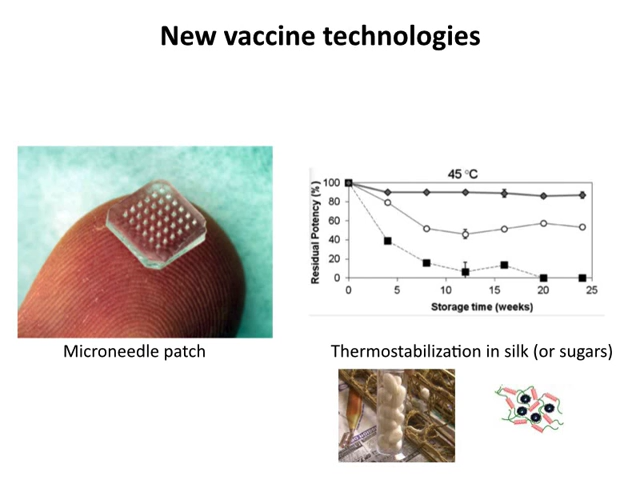 New vaccine technologies
45 °C
Residual Potency (%)
100
80
60
40
20
0
0 5 10 15 20 25
Storage time (weeks)
Microneedle patch
Thermostabilization in silk (or sugars)